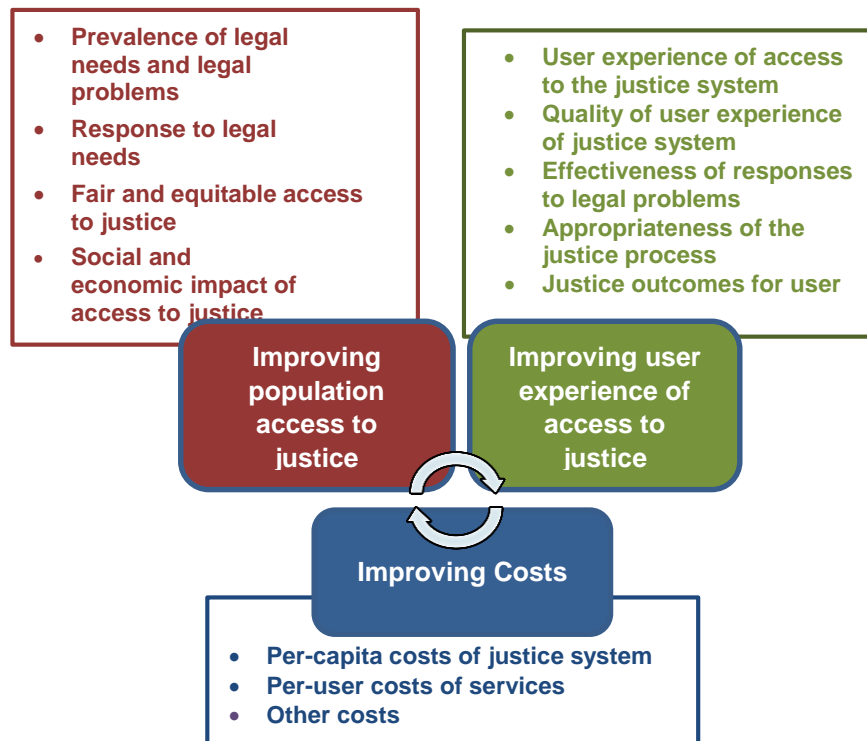 • Prevalence of legal
needs and legal
problems
• Response to legal
needs
• Fair and equitable access
to justice
• Social and
economic impact of
access to justice
• User experience of access
to the justice system
• Quality of user experience
of justice system
• Effectiveness of responses
to legal problems
• Appropriateness of the
justice process
• Justice outcomes for user
Improving
population
access to
justice
Improving user
experience of
access to
justice
Improving Costs
• Per-capita costs of justice system
• Per-user costs of services
• Other costs